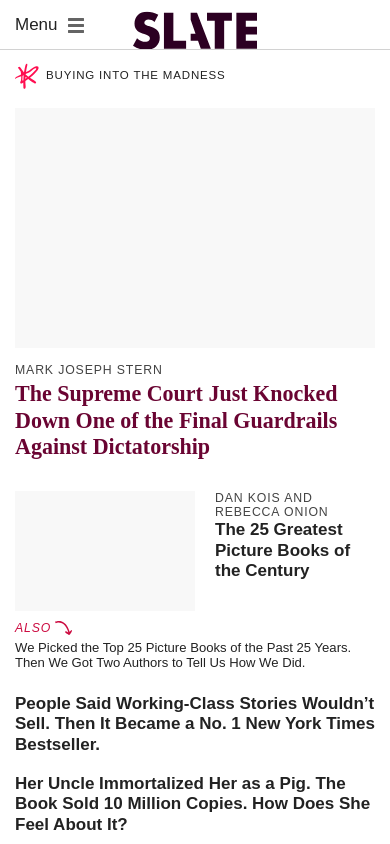 Menu
SLATE
BUYING INTO THE MADNESS
MARK JOSEPH STERN
The Supreme Court Just Knocked
Down One of the Final Guardrails
Against Dictatorship
DAN KOIS AND
REBECCA ONION
The 25 Greatest
Picture Books of
the Century
ALSO
We Picked the Top 25 Picture Books of the Past 25 Years.
Then We Got Two Authors to Tell Us How We Did.
People Said Working-Class Stories Wouldn’t
Sell. Then It Became a No. 1 New York Times
Bestseller.
Her Uncle Immortalized Her as a Pig. The
Book Sold 10 Million Copies. How Does She
Feel About It?